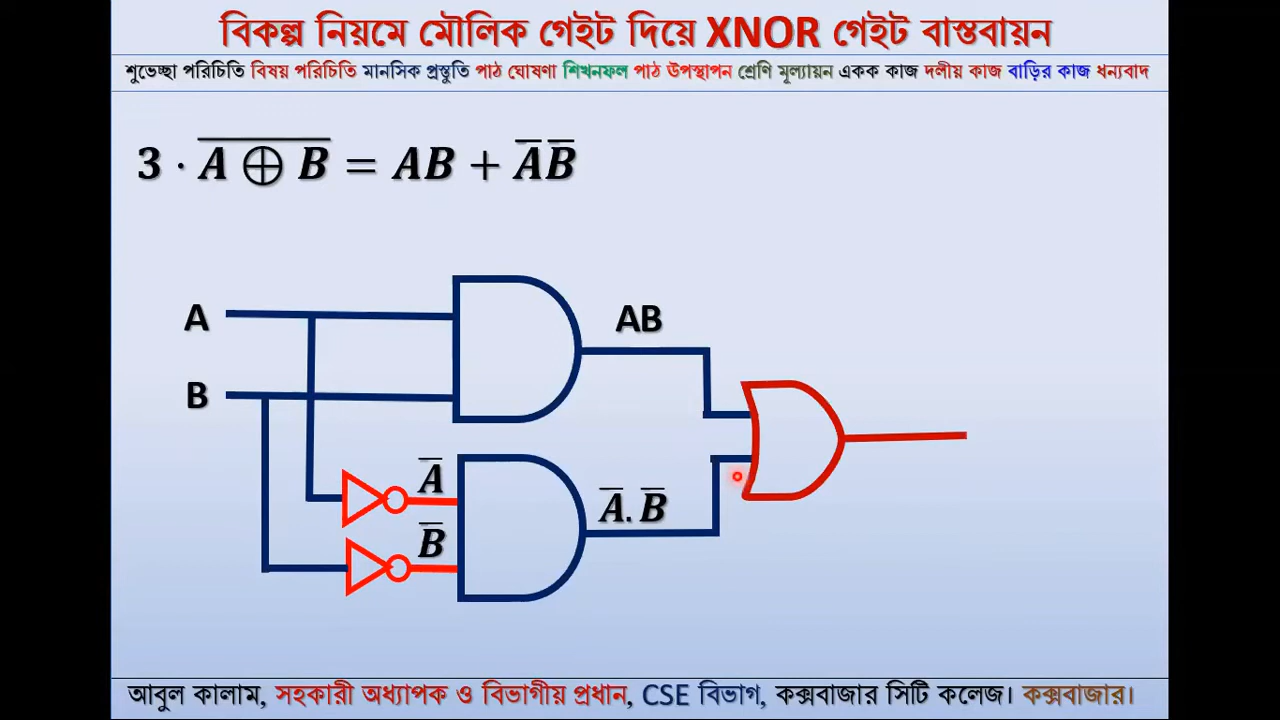 বিকল্প নিয়মে মৌলিক গেইট দিয়ে XNOR গেইট বাস্তবায়ন
শুভেচ্ছা পরিচিতি বিষয় পরিচিতি মানসিক প্রস্তুতি পাঠ ঘোষণা শিখনফল পাঠ উপস্থাপন শ্রেণি মূল্যায়ন একক কাজ দলীয় কাজ বাড়ির কাজ ধন্যবাদ
3 · A̅ ̅⊕̅ ̅B̅ = AB + A̅B̅
A
AB
B
A̅
A̅.B̅
B̅
আবুল কালাম, সহকারী অধ্যাপক ও বিভাগীয় প্রধান, CSE বিভাগ, কক্সবাজার সিটি কলেজ। কক্সবাজার।